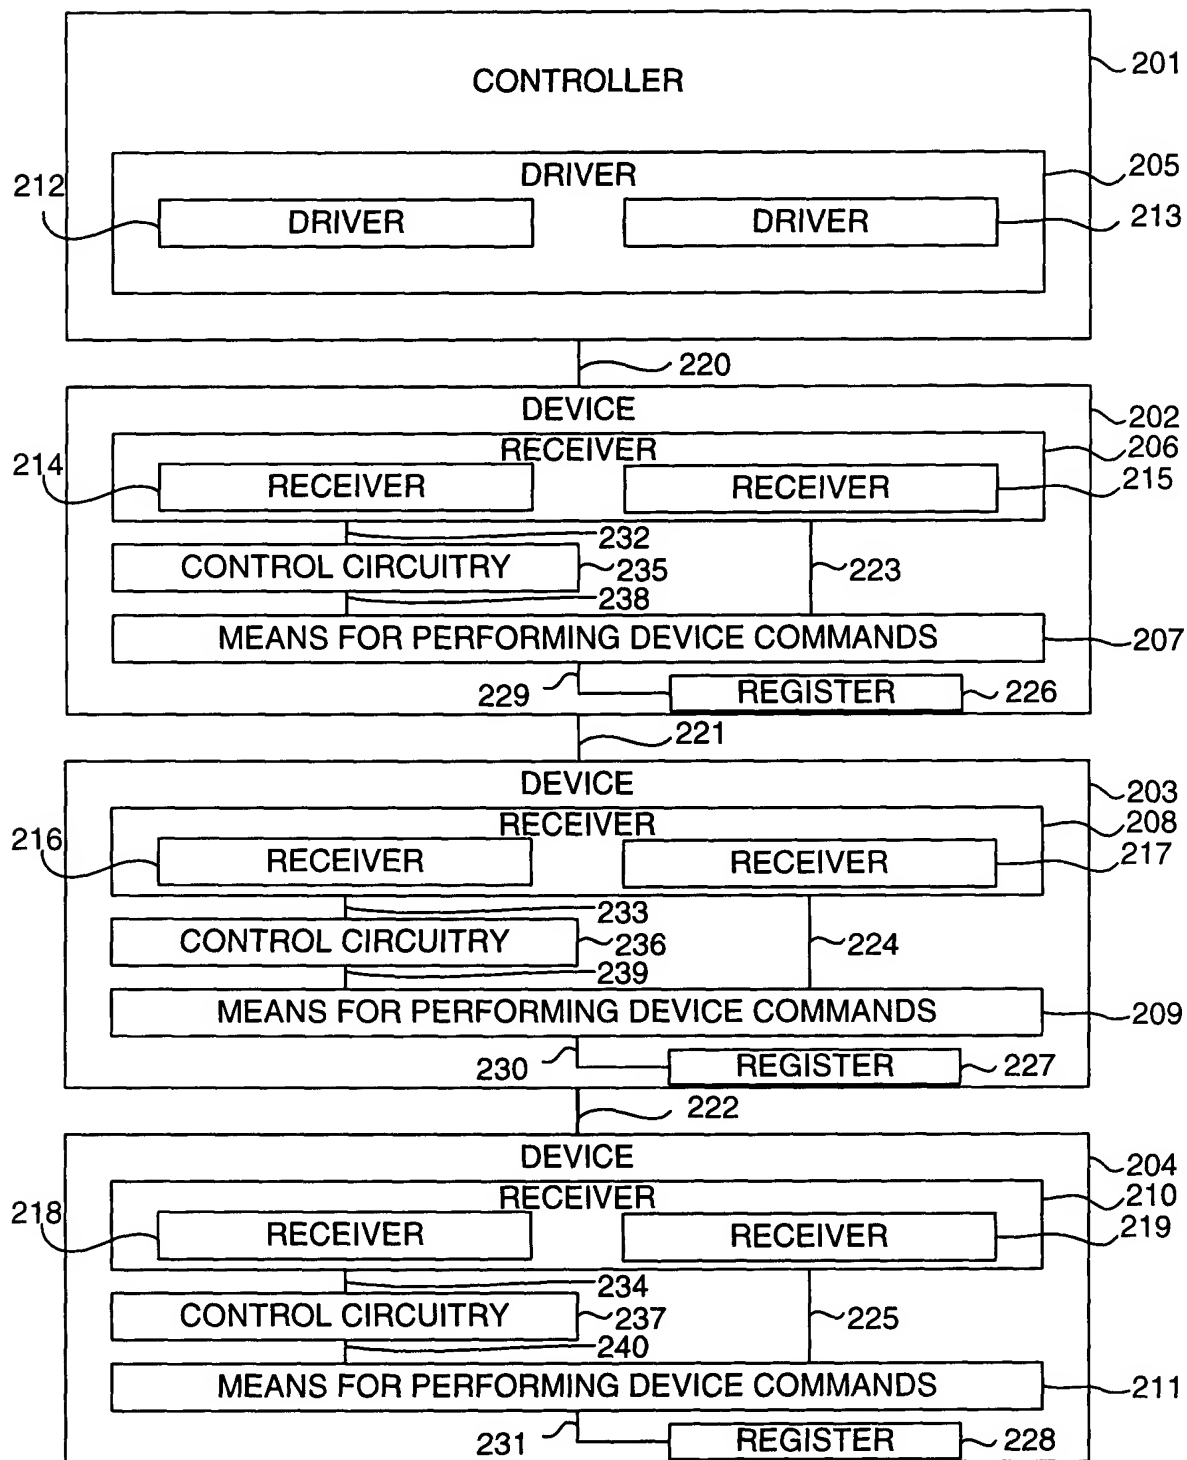 CONTROLLER
201
DRIVER
205
212
DRIVER
DRIVER
213
220
DEVICE
202
RECEIVER
206
214
RECEIVER
RECEIVER
215
232
CONTROL CIRCUITRY
235
223
238
MEANS FOR PERFORMING DEVICE COMMANDS
207
229
REGISTER
226
221
DEVICE
203
RECEIVER
208
216
RECEIVER
RECEIVER
217
233
CONTROL CIRCUITRY
236
224
239
MEANS FOR PERFORMING DEVICE COMMANDS
209
230
REGISTER
227
222
DEVICE
204
RECEIVER
210
218
RECEIVER
RECEIVER
219
234
CONTROL CIRCUITRY
237
225
240
MEANS FOR PERFORMING DEVICE COMMANDS
211
231
REGISTER
228